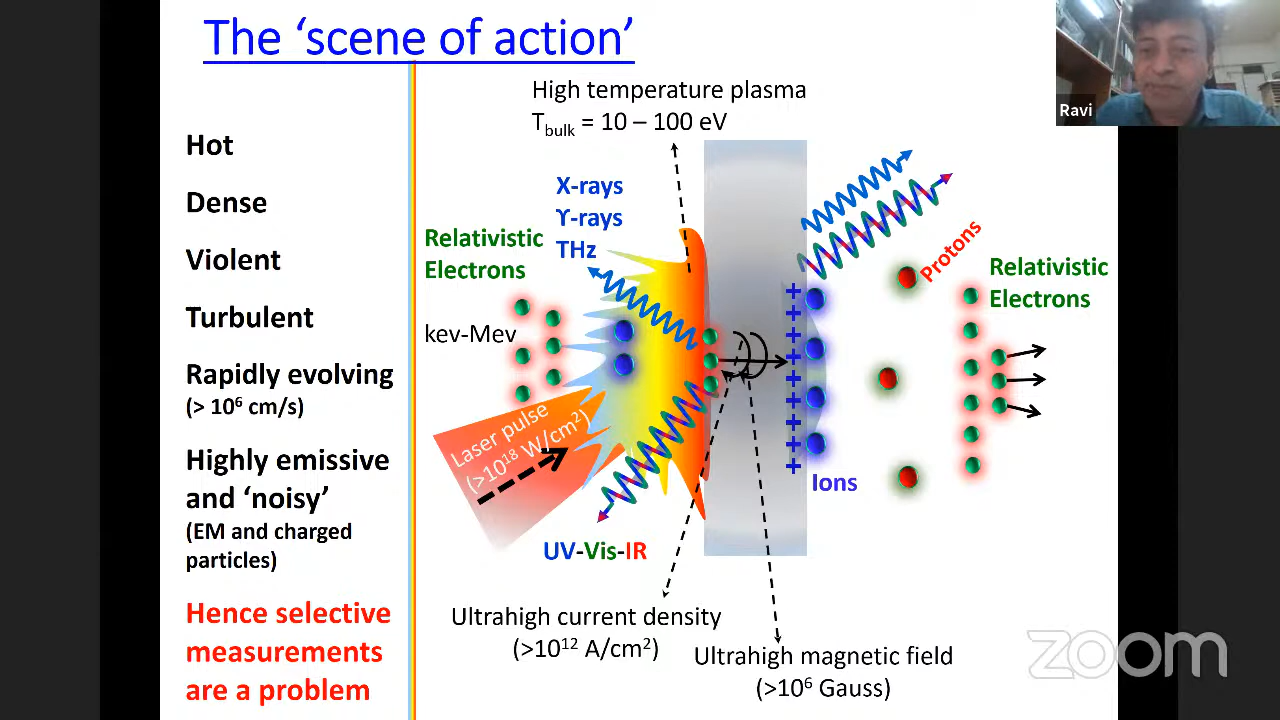 The ‘scene of action’
Ravi
Hot
Dense
Violent
Turbulent
Rapidly evolving
(> 10⁶ cm/s)
Highly emissive
and ‘noisy’
(EM and charged
particles)
Hence selective
measurements
are a problem
High temperature plasma
T_bulk = 10 – 100 eV
X-rays
ϒ-rays
THz
Relativistic
Electrons
kev-Mev
Laser pulse
(>10¹⁸ W/cm²)
UV-Vis-IR
Protons
Relativistic
Electrons
+
+
+
+
+
+
+
+
+
Ions
Ultrahigh current density
(>10¹² A/cm²)
Ultrahigh magnetic field
(>10⁶ Gauss)
zoom